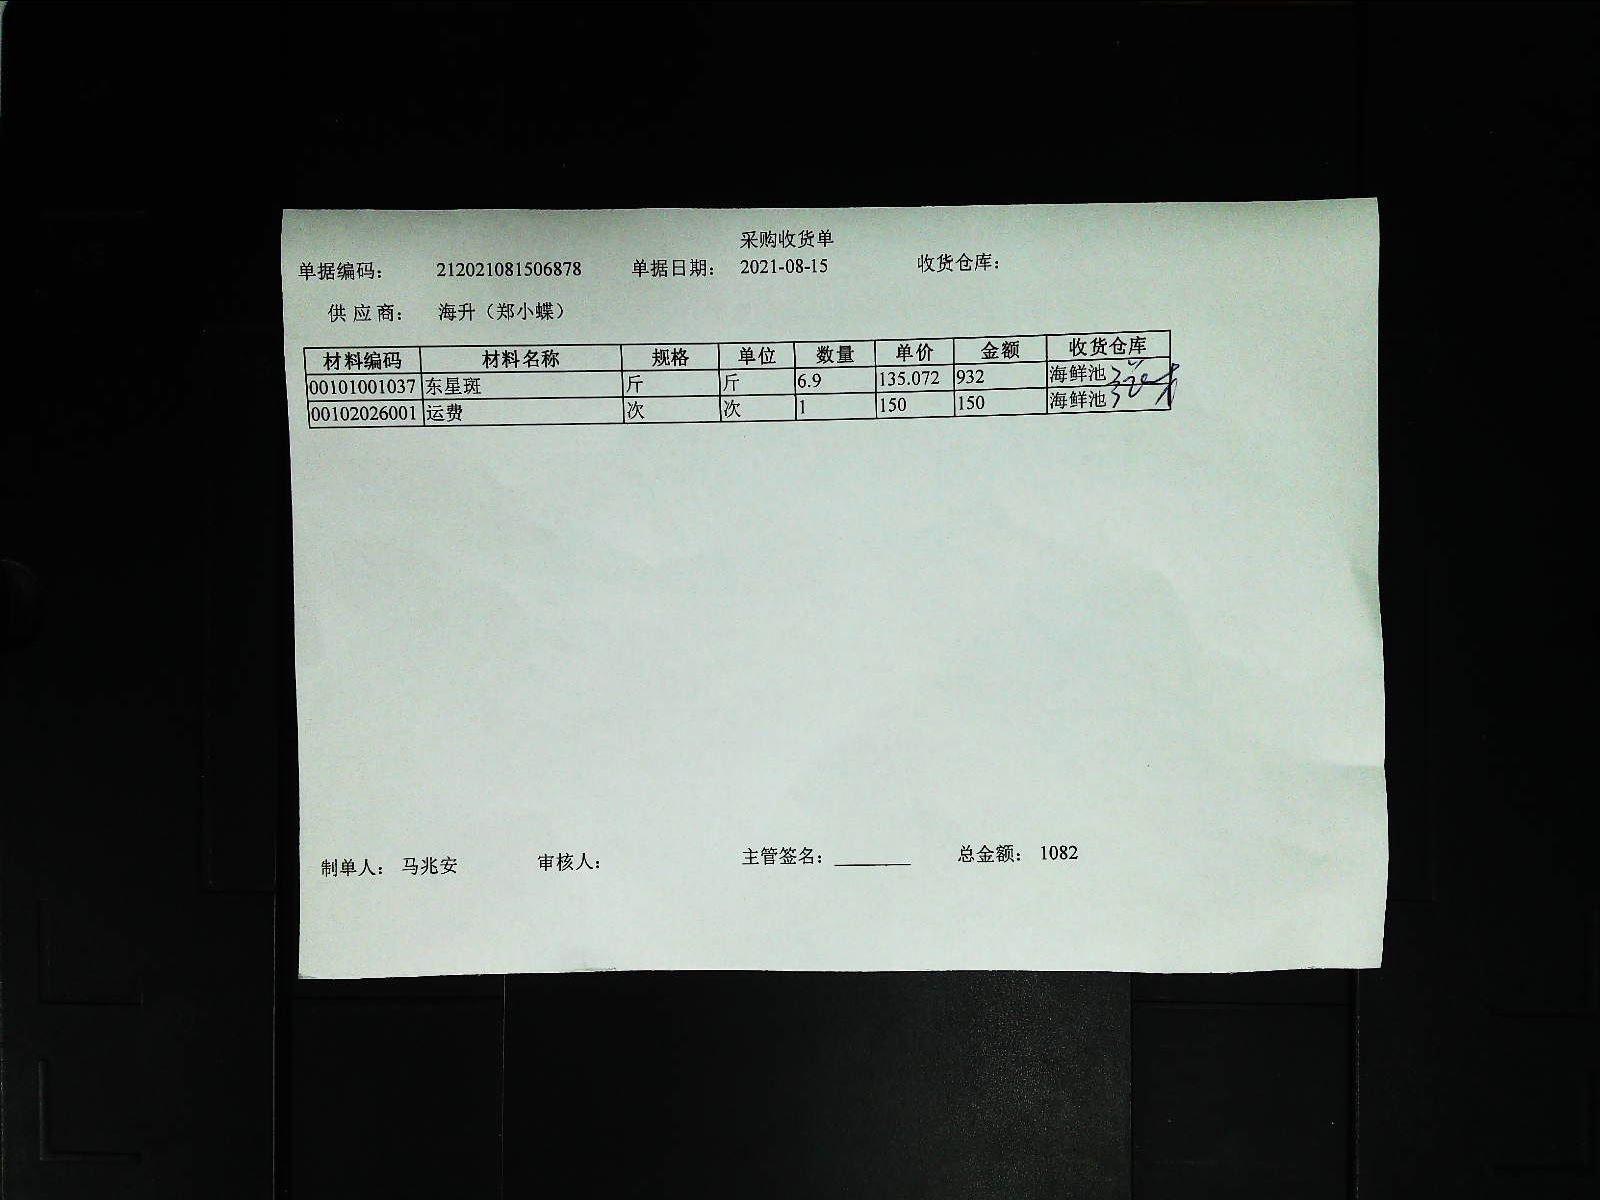 采购收货单
单据编码： 212021081506878 单据日期： 2021-08-15 收货仓库：
供应商： 海升（郑小蝶）
材料编码 材料名称 规格 单位 数量 单价 金额 收货仓库
00101001037 东星斑 斤 斤 6.9 135.072 932 海鲜池
00102026001 运费 次 次 1 150 150 海鲜池
制单人： 马兆安 审核人： 主管签名： 总金额： 1082